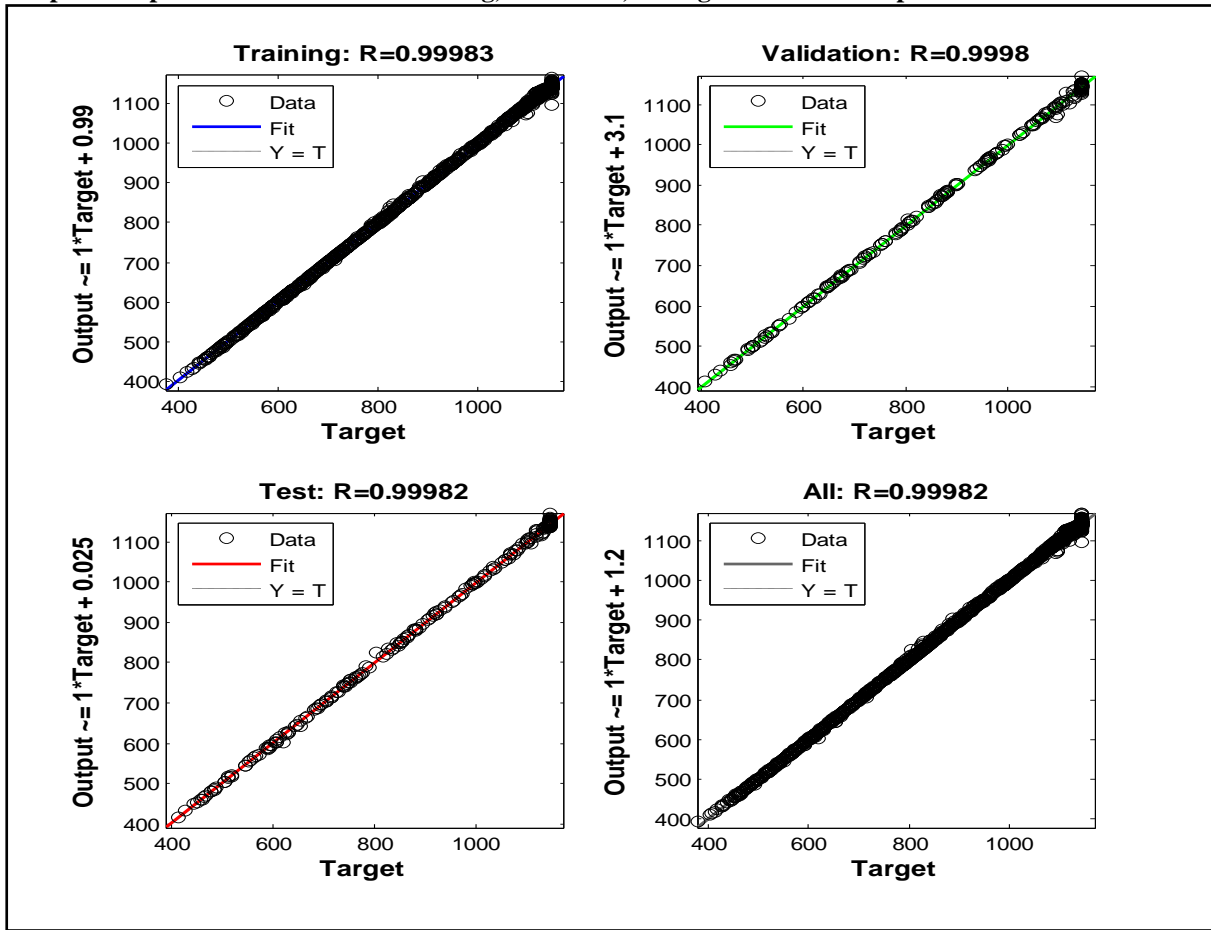 Training: R=0.99983
Output ~= 1*Target + 0.99
Data
Fit
Y = T
1100
1000
900
800
700
600
500
400
400
600
800
1000
Target
Validation: R=0.9998
Output ~= 1*Target + 3.1
Data
Fit
Y = T
1100
1000
900
800
700
600
500
400
400
600
800
1000
Target
Test: R=0.99982
Output ~= 1*Target + 0.025
Data
Fit
Y = T
1100
1000
900
800
700
600
500
400
400
600
800
1000
Target
All: R=0.99982
Output ~= 1*Target + 1.2
Data
Fit
Y = T
1100
1000
900
800
700
600
500
400
400
600
800
1000
Target